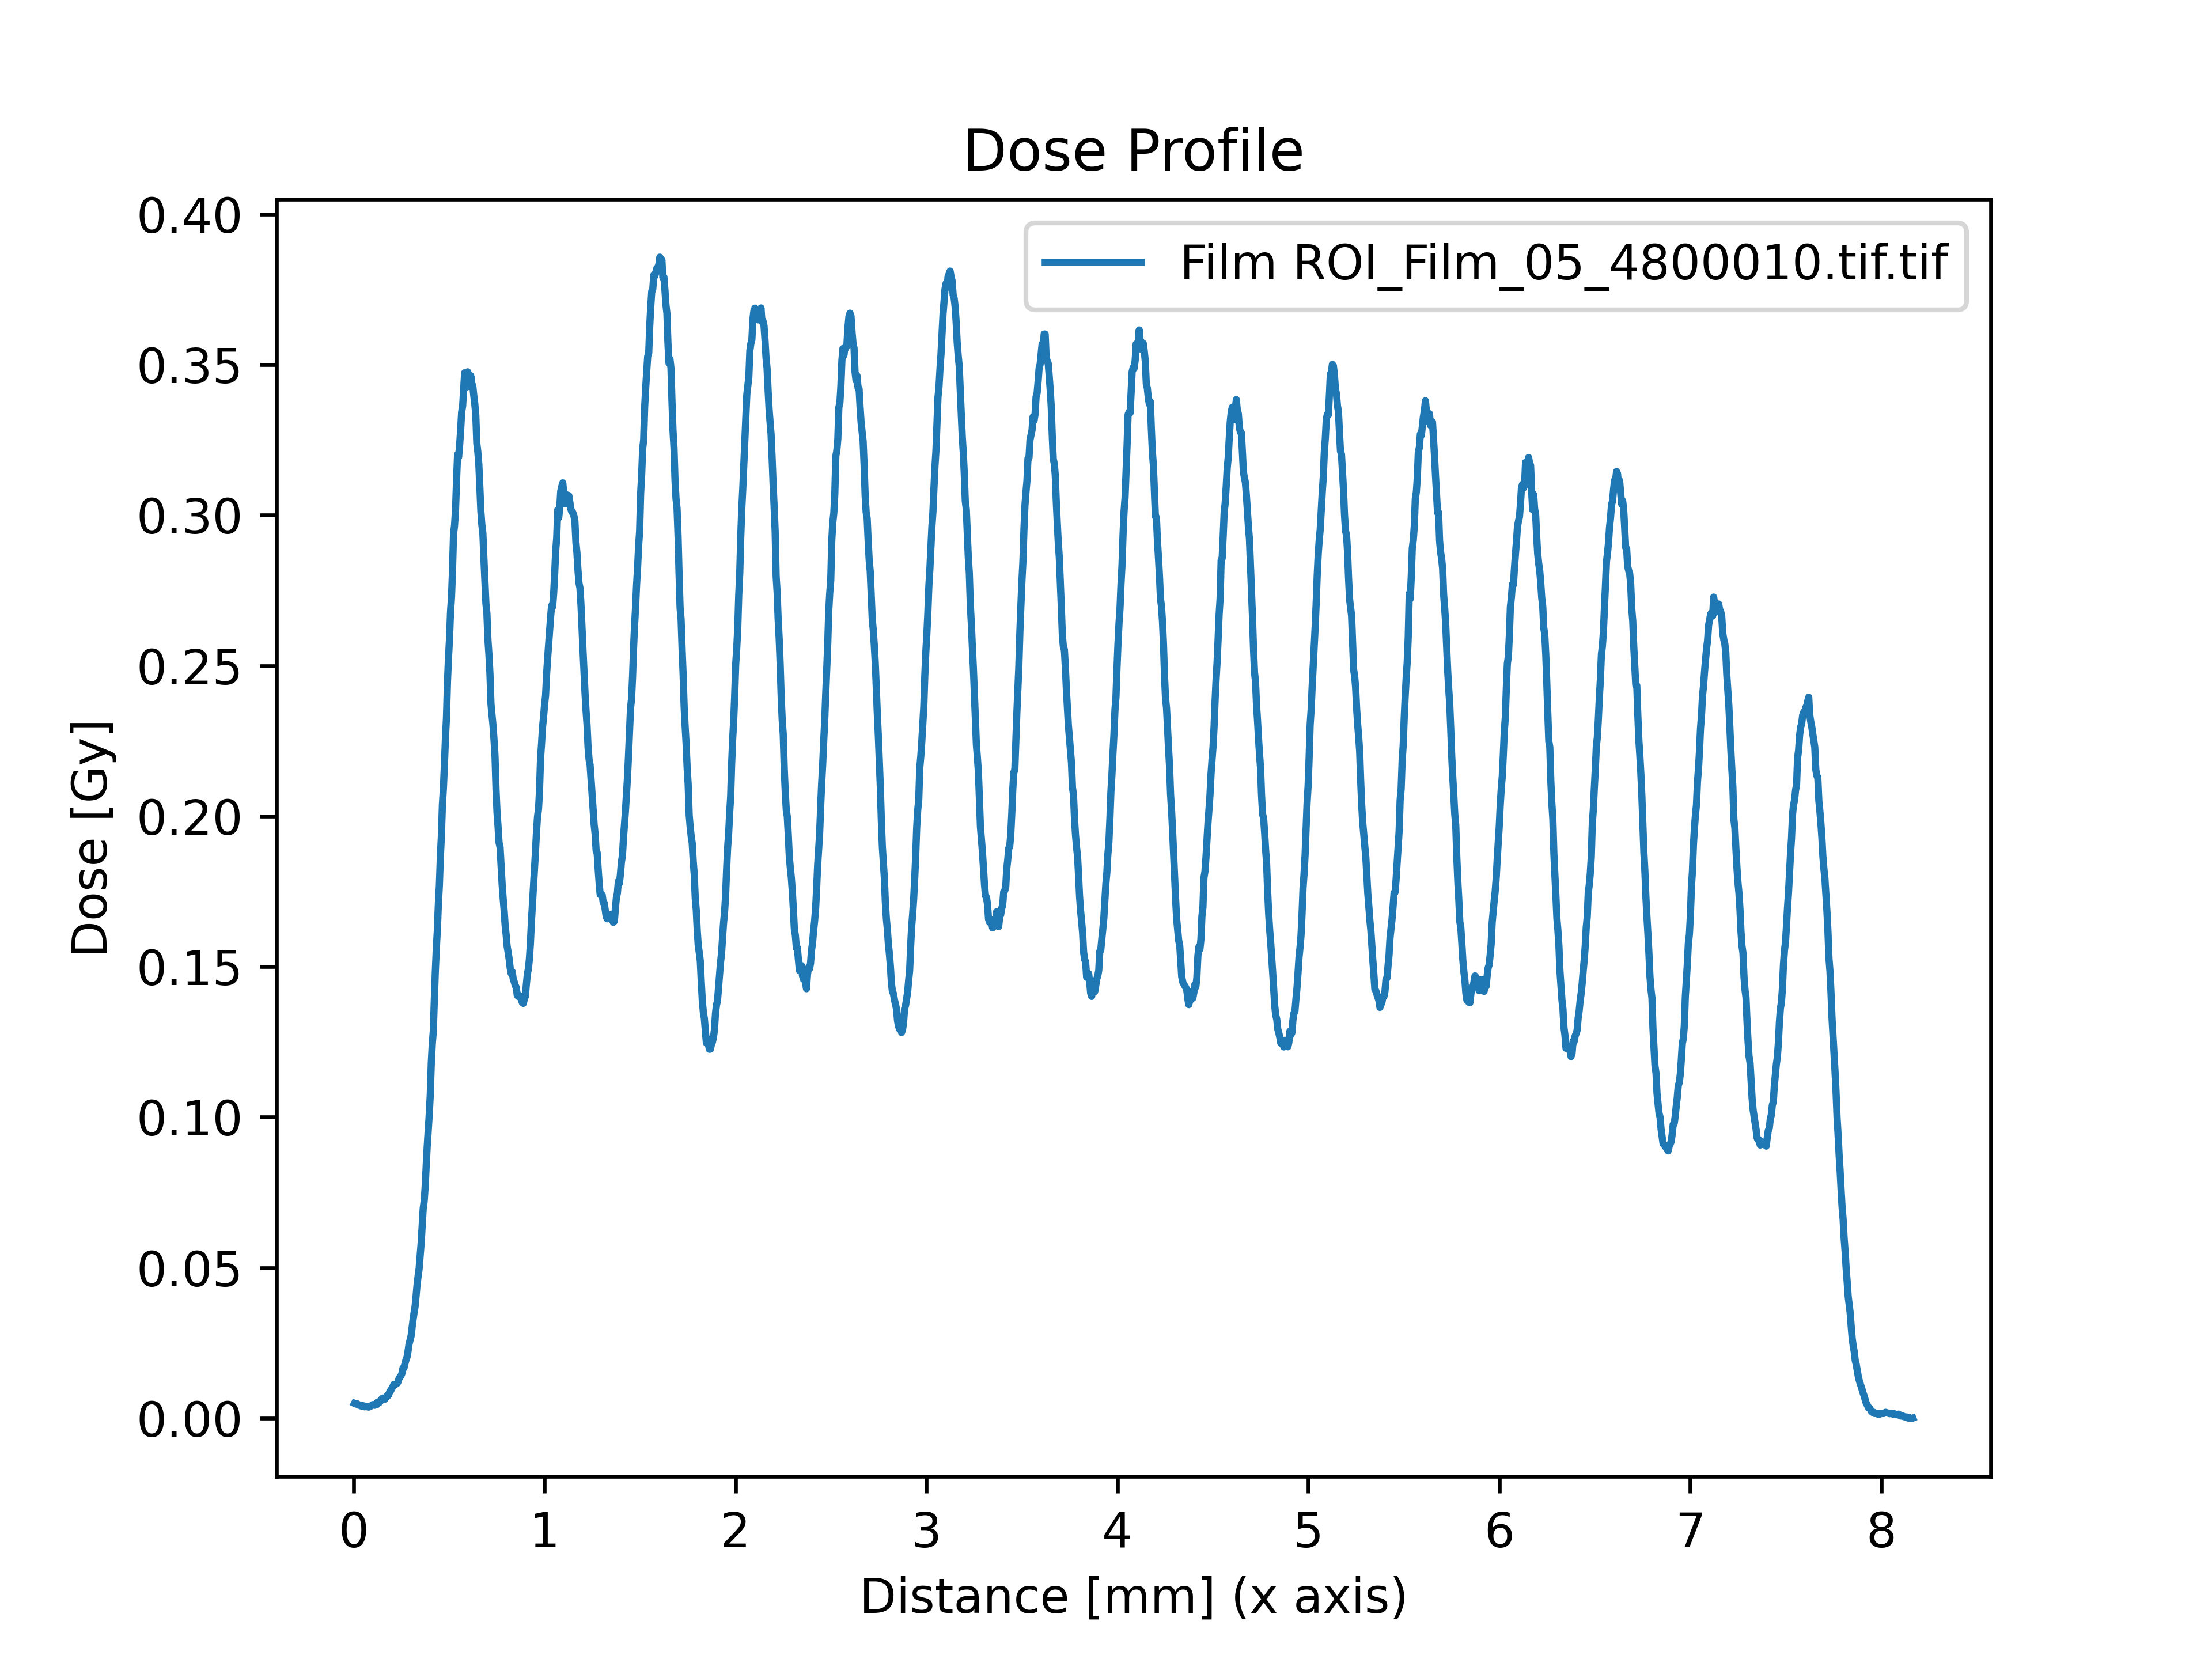 Dose Profile
Film ROI_Film_05_4800010.tif.tif
0.40
0.35
0.30
0.25
0.20
0.15
0.10
0.05
0.00
Dose [Gy]
0 1 2 3 4 5 6 7 8
Distance [mm] (x axis)